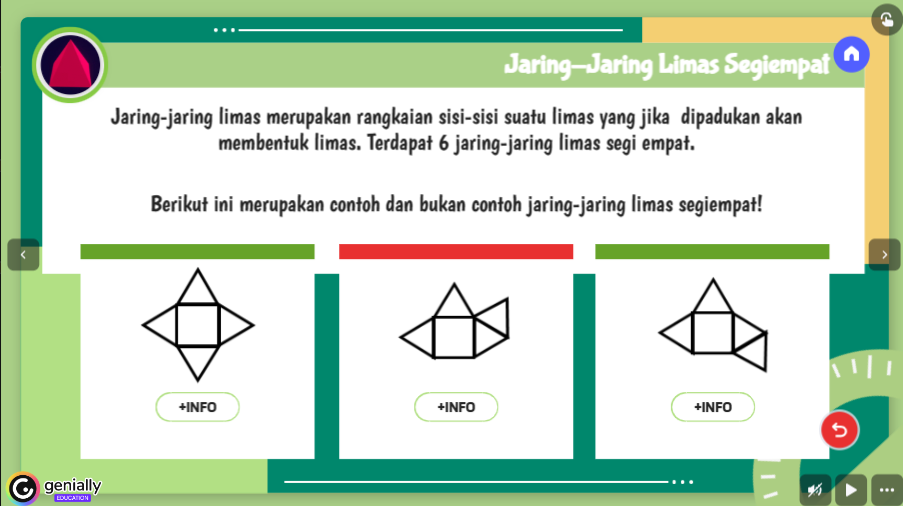 Jaring–Jaring Limas Segiempat
Jaring-jaring limas merupakan rangkaian sisi-sisi suatu limas yang jika dipadukan akan
membentuk limas. Terdapat 6 jaring-jaring limas segi empat.
Berikut ini merupakan contoh dan bukan contoh jaring-jaring limas segiempat!
+INFO
+INFO
+INFO
genially
EDUCATION